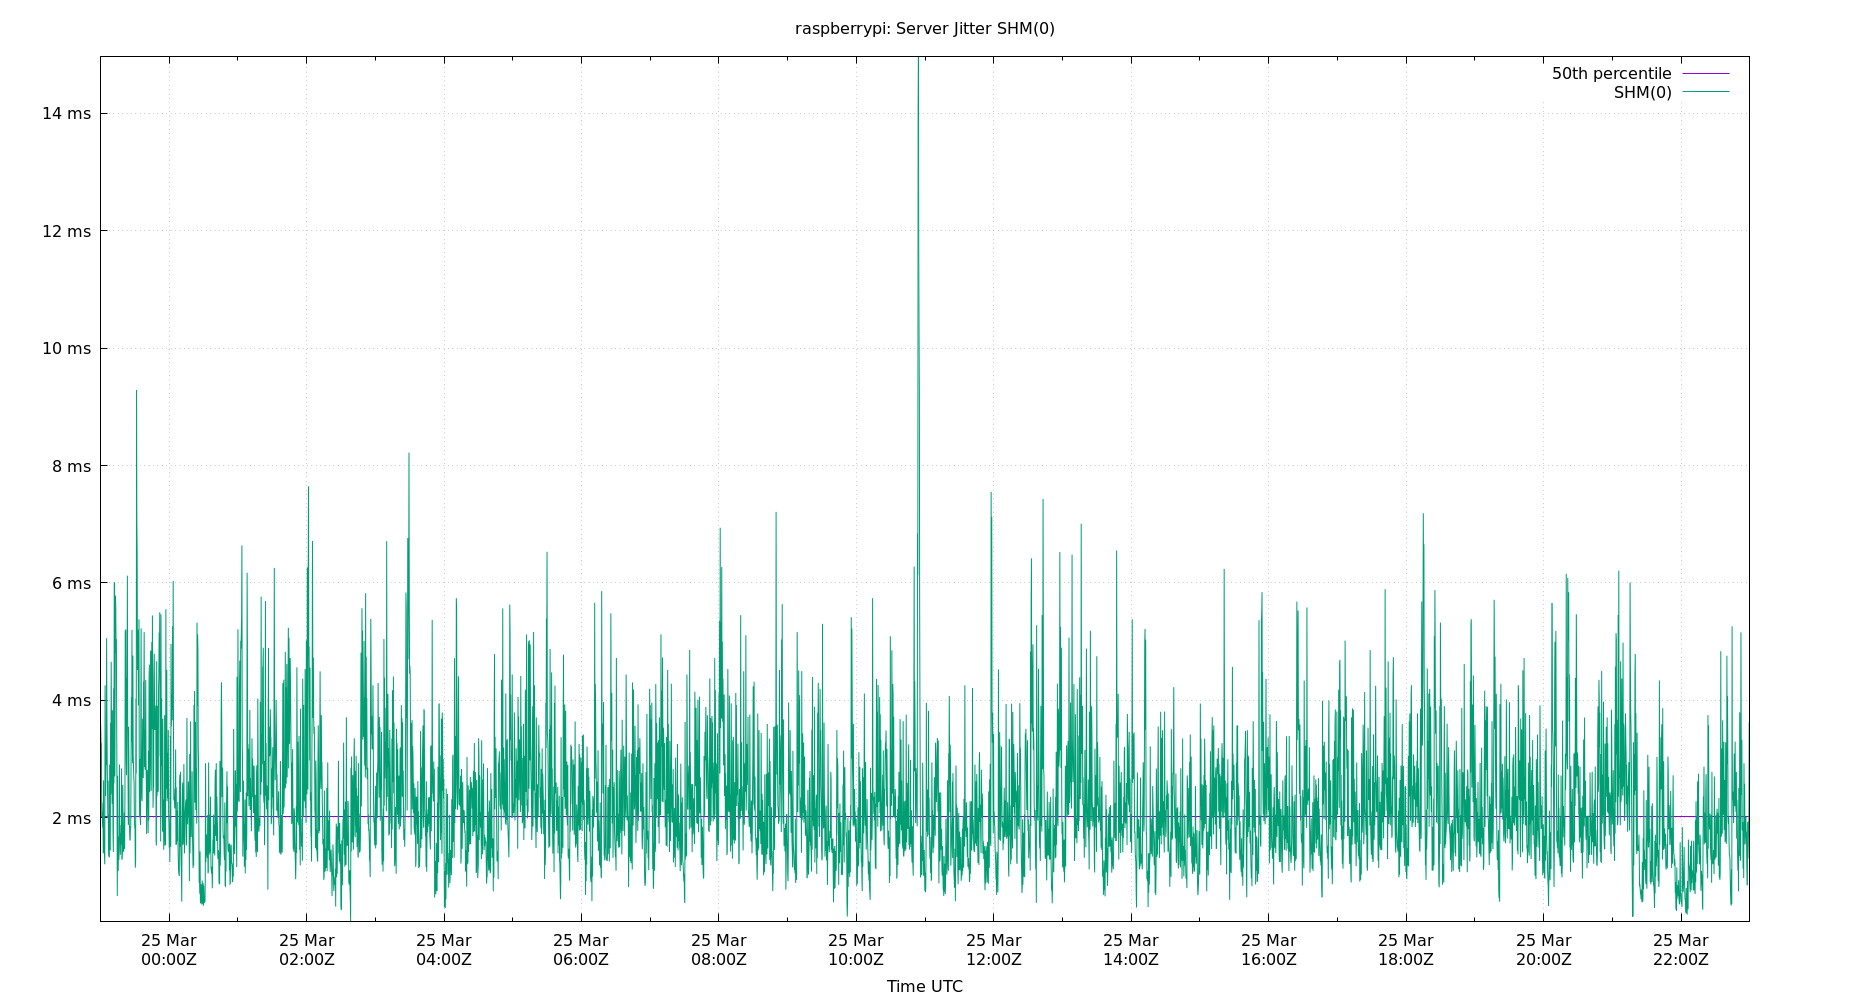 raspberrypi: Server Jitter SHM(0)
50th percentile
SHM(0)
14 ms
12 ms
10 ms
8 ms
6 ms
4 ms
2 ms
25 Mar 25 Mar 25 Mar 25 Mar 25 Mar 25 Mar 25 Mar 25 Mar 25 Mar 25 Mar 25 Mar 25 Mar
00:00Z 02:00Z 04:00Z 06:00Z 08:00Z 10:00Z 12:00Z 14:00Z 16:00Z 18:00Z 20:00Z 22:00Z
Time UTC